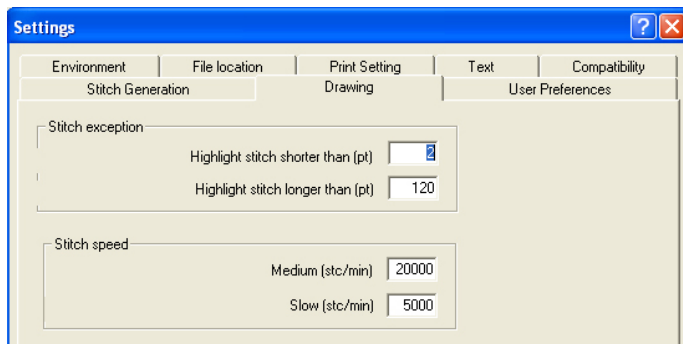 Settings
Environment File location Print Setting Text Compatibility
Stitch Generation Drawing User Preferences
Stitch exception
Highlight stitch shorter than (pt) 2
Highlight stitch longer than (pt) 120
Stitch speed
Medium (stc/min) 20000
Slow (stc/min) 5000